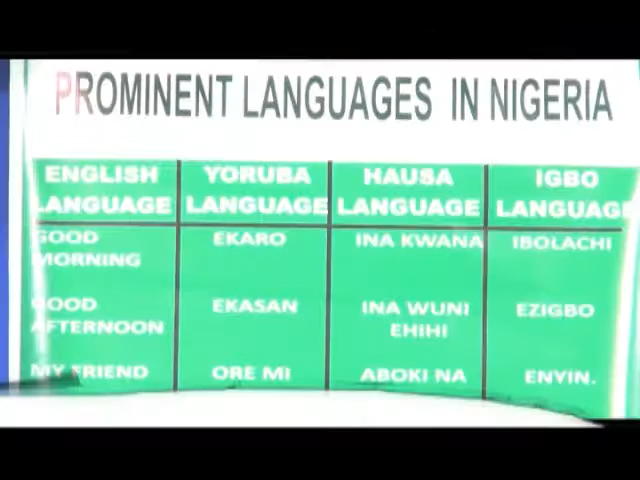 PROMINENT LANGUAGES IN NIGERIA
ENGLISH LANGUAGE
YORUBA LANGUAGE
HAUSA LANGUAGE
IGBO LANGUAGE
GOOD MORNING
EKARO
INA KWANA
IBOLACHI
GOOD AFTERNOON
EKASAN
INA WUNI
EHIHI
EZIGBO
MY FRIEND
ORE MI
ABOKI NA
ENYIN.